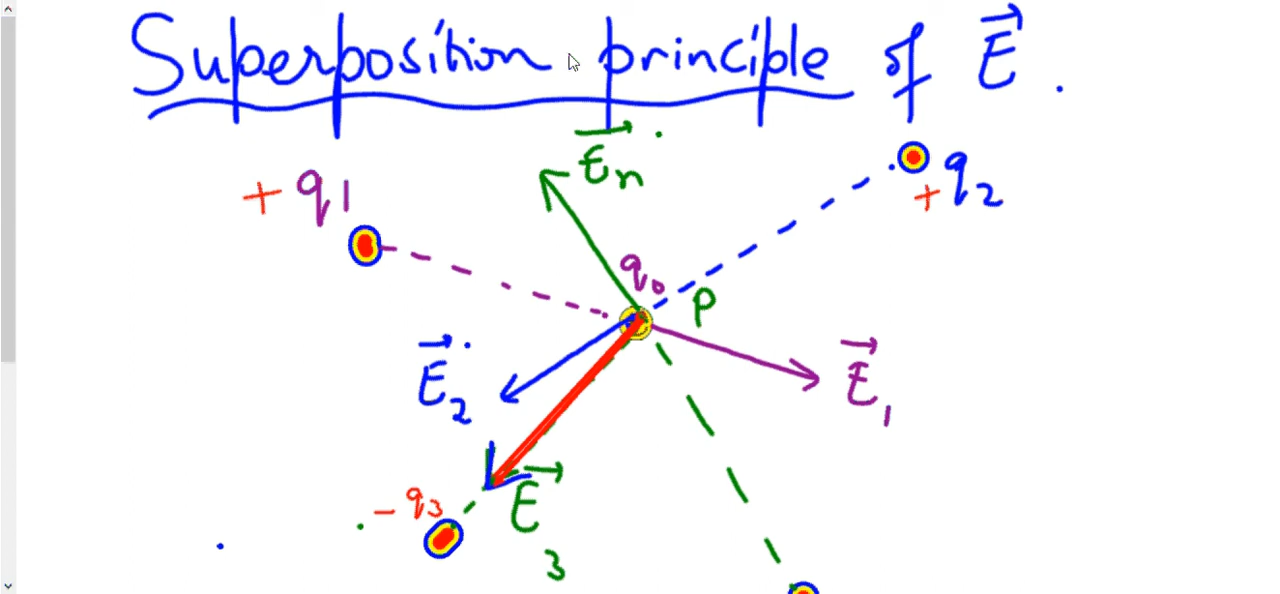 Superposition principle of E⃗.
E⃗n
+ q1
+ q2
q0
P
E⃗2
E⃗1
- q3
E⃗3